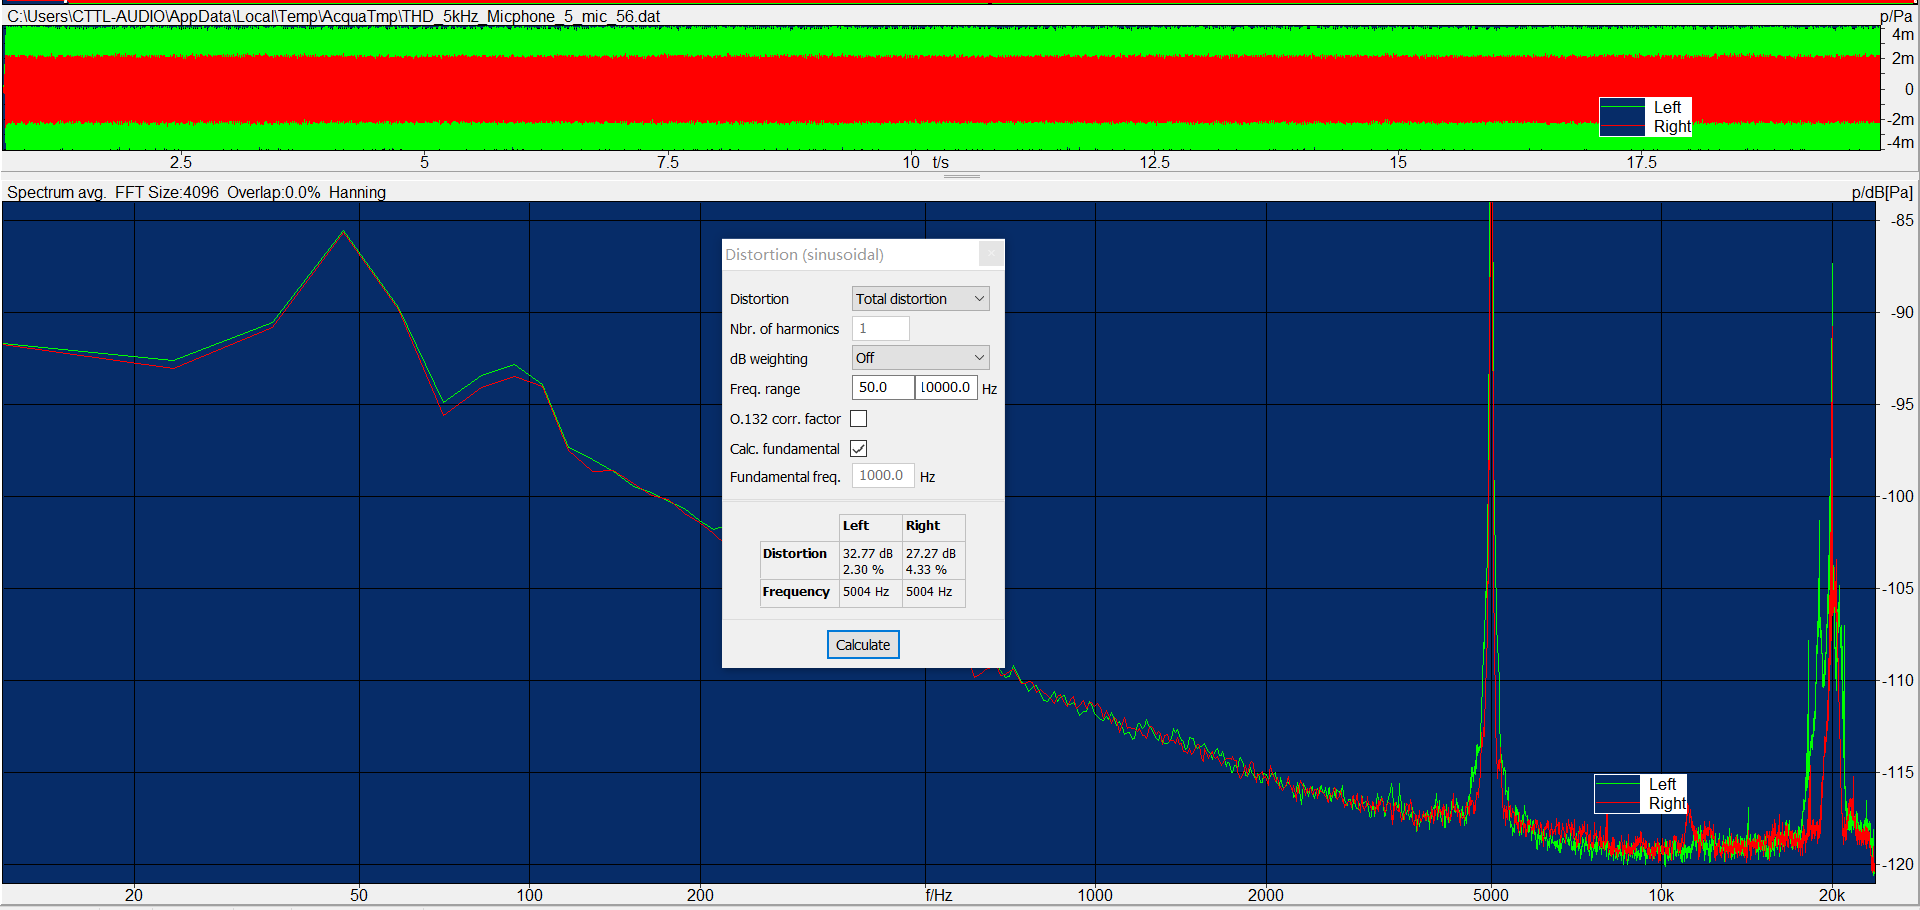 C:\Users\CTTL-AUDIO\AppData\Local\Temp\AcquaTmp\THD_5kHz_Micphone_5_mic_56.dat
p/Pa
4m
2m
0
-2m
-4m
Left
Right
2.5 5 7.5 10 t/s 12.5 15 17.5
Spectrum avg. FFT Size:4096 Overlap:0.0% Hanning
p/dB[Pa]
-85
-90
-95
-100
-105
-110
-115
-120
Distortion (sinusoidal)
Distortion Total distortion
Nbr. of harmonics 1
dB weighting Off
Freq. range 50.0 10000.0 Hz
O.132 corr. factor
Calc. fundamental
Fundamental freq. 1000.0 Hz
Left Right
Distortion 32.77 dB 27.27 dB
2.30 % 4.33 %
Frequency 5004 Hz 5004 Hz
Calculate
Left
Right
20 50 100 200 f/Hz 1000 2000 5000 10k 20k